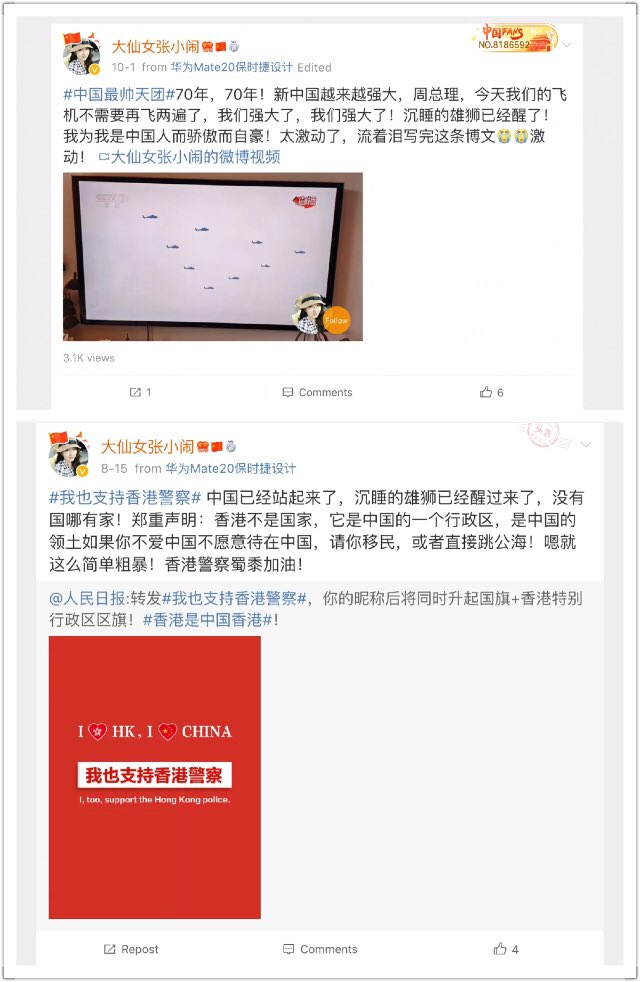 大仙女张小闹
中国FANS
NO.8186592
10-1 from 华为Mate20保时捷设计 Edited
#中国最帅天团#70年，70年！新中国越来越强大，周总理，今天我们的飞
机不需要再飞两遍了，我们强大了，我们强大了！沉睡的雄狮已经醒了！
我为我是中国人而骄傲而自豪！太激动了，流着泪写完这条博文😭😭激
动！大仙女张小闹的微博视频
Follow
3.1K views
1
Comments
6
大仙女张小闹
8-15 from 华为Mate20保时捷设计
#我也支持香港警察# 中国已经站起来了，沉睡的雄狮已经醒过来了，没有
国哪有家！郑重声明：香港不是国家，它是中国的一个行政区，是中国的
领土如果你不爱中国不愿意待在中国，请你移民，或者直接跳公海！嗯就
这么简单粗暴！香港警察蜀黍加油！
@人民日报:转发#我也支持香港警察#，你的昵称后将同时升起国旗+香港特别
行政区区旗！#香港是中国香港#！
I HK, I CHINA
我也支持香港警察
I, too, support the Hong Kong police.
Repost
Comments
4